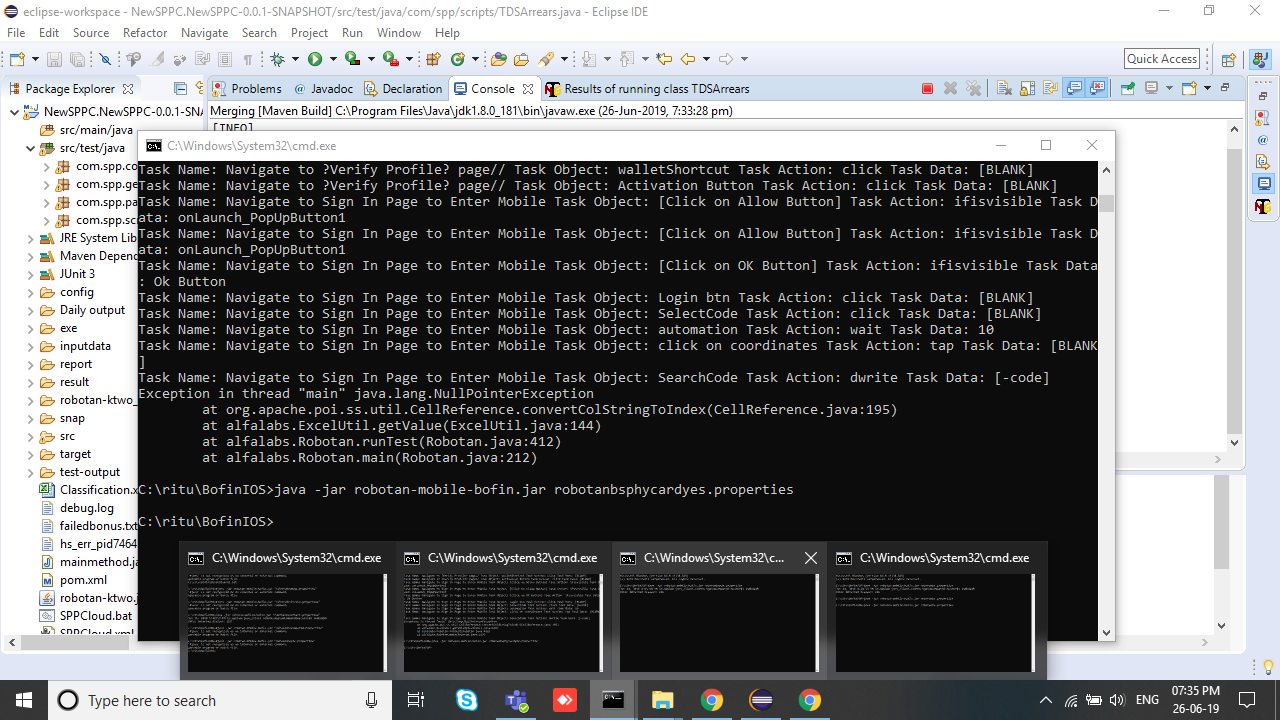 eclipse-workspace - NewSPPC.NewSPPC-0.0.1-SNAPSHOT/src/test/java/com/spp/scripts/TDSArrears.java - Eclipse IDE
File Edit Source Refactor Navigate Search Project Run Window Help
Quick Access
Package Explorer
Problems @ Javadoc Declaration Console Results of running class TDSArrears
Merging [Maven Build] C:\Program Files\Java\jdk1.8.0_181\bin\javaw.exe (26-Jun-2019, 7:33:28 pm)
[INFO]
NewSPPC.NewSPPC-0.0.1-SNA
src/main/java
src/test/java
com.spp.co
com.spp.ge
com.spp.pa
com.spp.sc
JRE System Lib
Maven Depend
JUnit 3
config
Daily output
exe
inputdata
report
result
robotan-ktwo_
snap
src
target
test-output
Classification.x
debug.log
failedbonus.txt
hs_err_pid7464
mainmethod.ja
pom.xml
robotan-ktwo_
SPPCloud.bat
SPPCloud.xml
C:\Windows\System32\cmd.exe
Task Name: Navigate to ?Verify Profile? page// Task Object: walletShortcut Task Action: click Task Data: [BLANK]
Task Name: Navigate to ?Verify Profile? page// Task Object: Activation Button Task Action: click Task Data: [BLANK]
Task Name: Navigate to Sign In Page to Enter Mobile Task Object: [Click on Allow Button] Task Action: ifisvisible Task D
ata: onLaunch_PopUpButton1
Task Name: Navigate to Sign In Page to Enter Mobile Task Object: [Click on Allow Button] Task Action: ifisvisible Task D
ata: onLaunch_PopUpButton1
Task Name: Navigate to Sign In Page to Enter Mobile Task Object: [Click on OK Button] Task Action: ifisvisible Task Data
: Ok Button
Task Name: Navigate to Sign In Page to Enter Mobile Task Object: Login btn Task Action: click Task Data: [BLANK]
Task Name: Navigate to Sign In Page to Enter Mobile Task Object: SelectCode Task Action: click Task Data: [BLANK]
Task Name: Navigate to Sign In Page to Enter Mobile Task Object: automation Task Action: wait Task Data: 10
Task Name: Navigate to Sign In Page to Enter Mobile Task Object: click on coordinates Task Action: tap Task Data: [BLANK
]
Task Name: Navigate to Sign In Page to Enter Mobile Task Object: SearchCode Task Action: dwrite Task Data: [-code]
Exception in thread "main" java.lang.NullPointerException
at org.apache.poi.ss.util.CellReference.convertColStringToIndex(CellReference.java:195)
at alfalabs.ExcelUtil.getValue(ExcelUtil.java:144)
at alfalabs.Robotan.runTest(Robotan.java:412)
at alfalabs.Robotan.main(Robotan.java:212)
C:\ritu\BofinIOS>java -jar robotan-mobile-bofin.jar robotanbsphycardyes.properties
C:\ritu\BofinIOS>
C:\Windows\System32\cmd.exe C:\Windows\System32\cmd.exe C:\Windows\System32\c... C:\Windows\System32\cmd.exe
Type here to search
ENG
07:35 PM
26-06-19